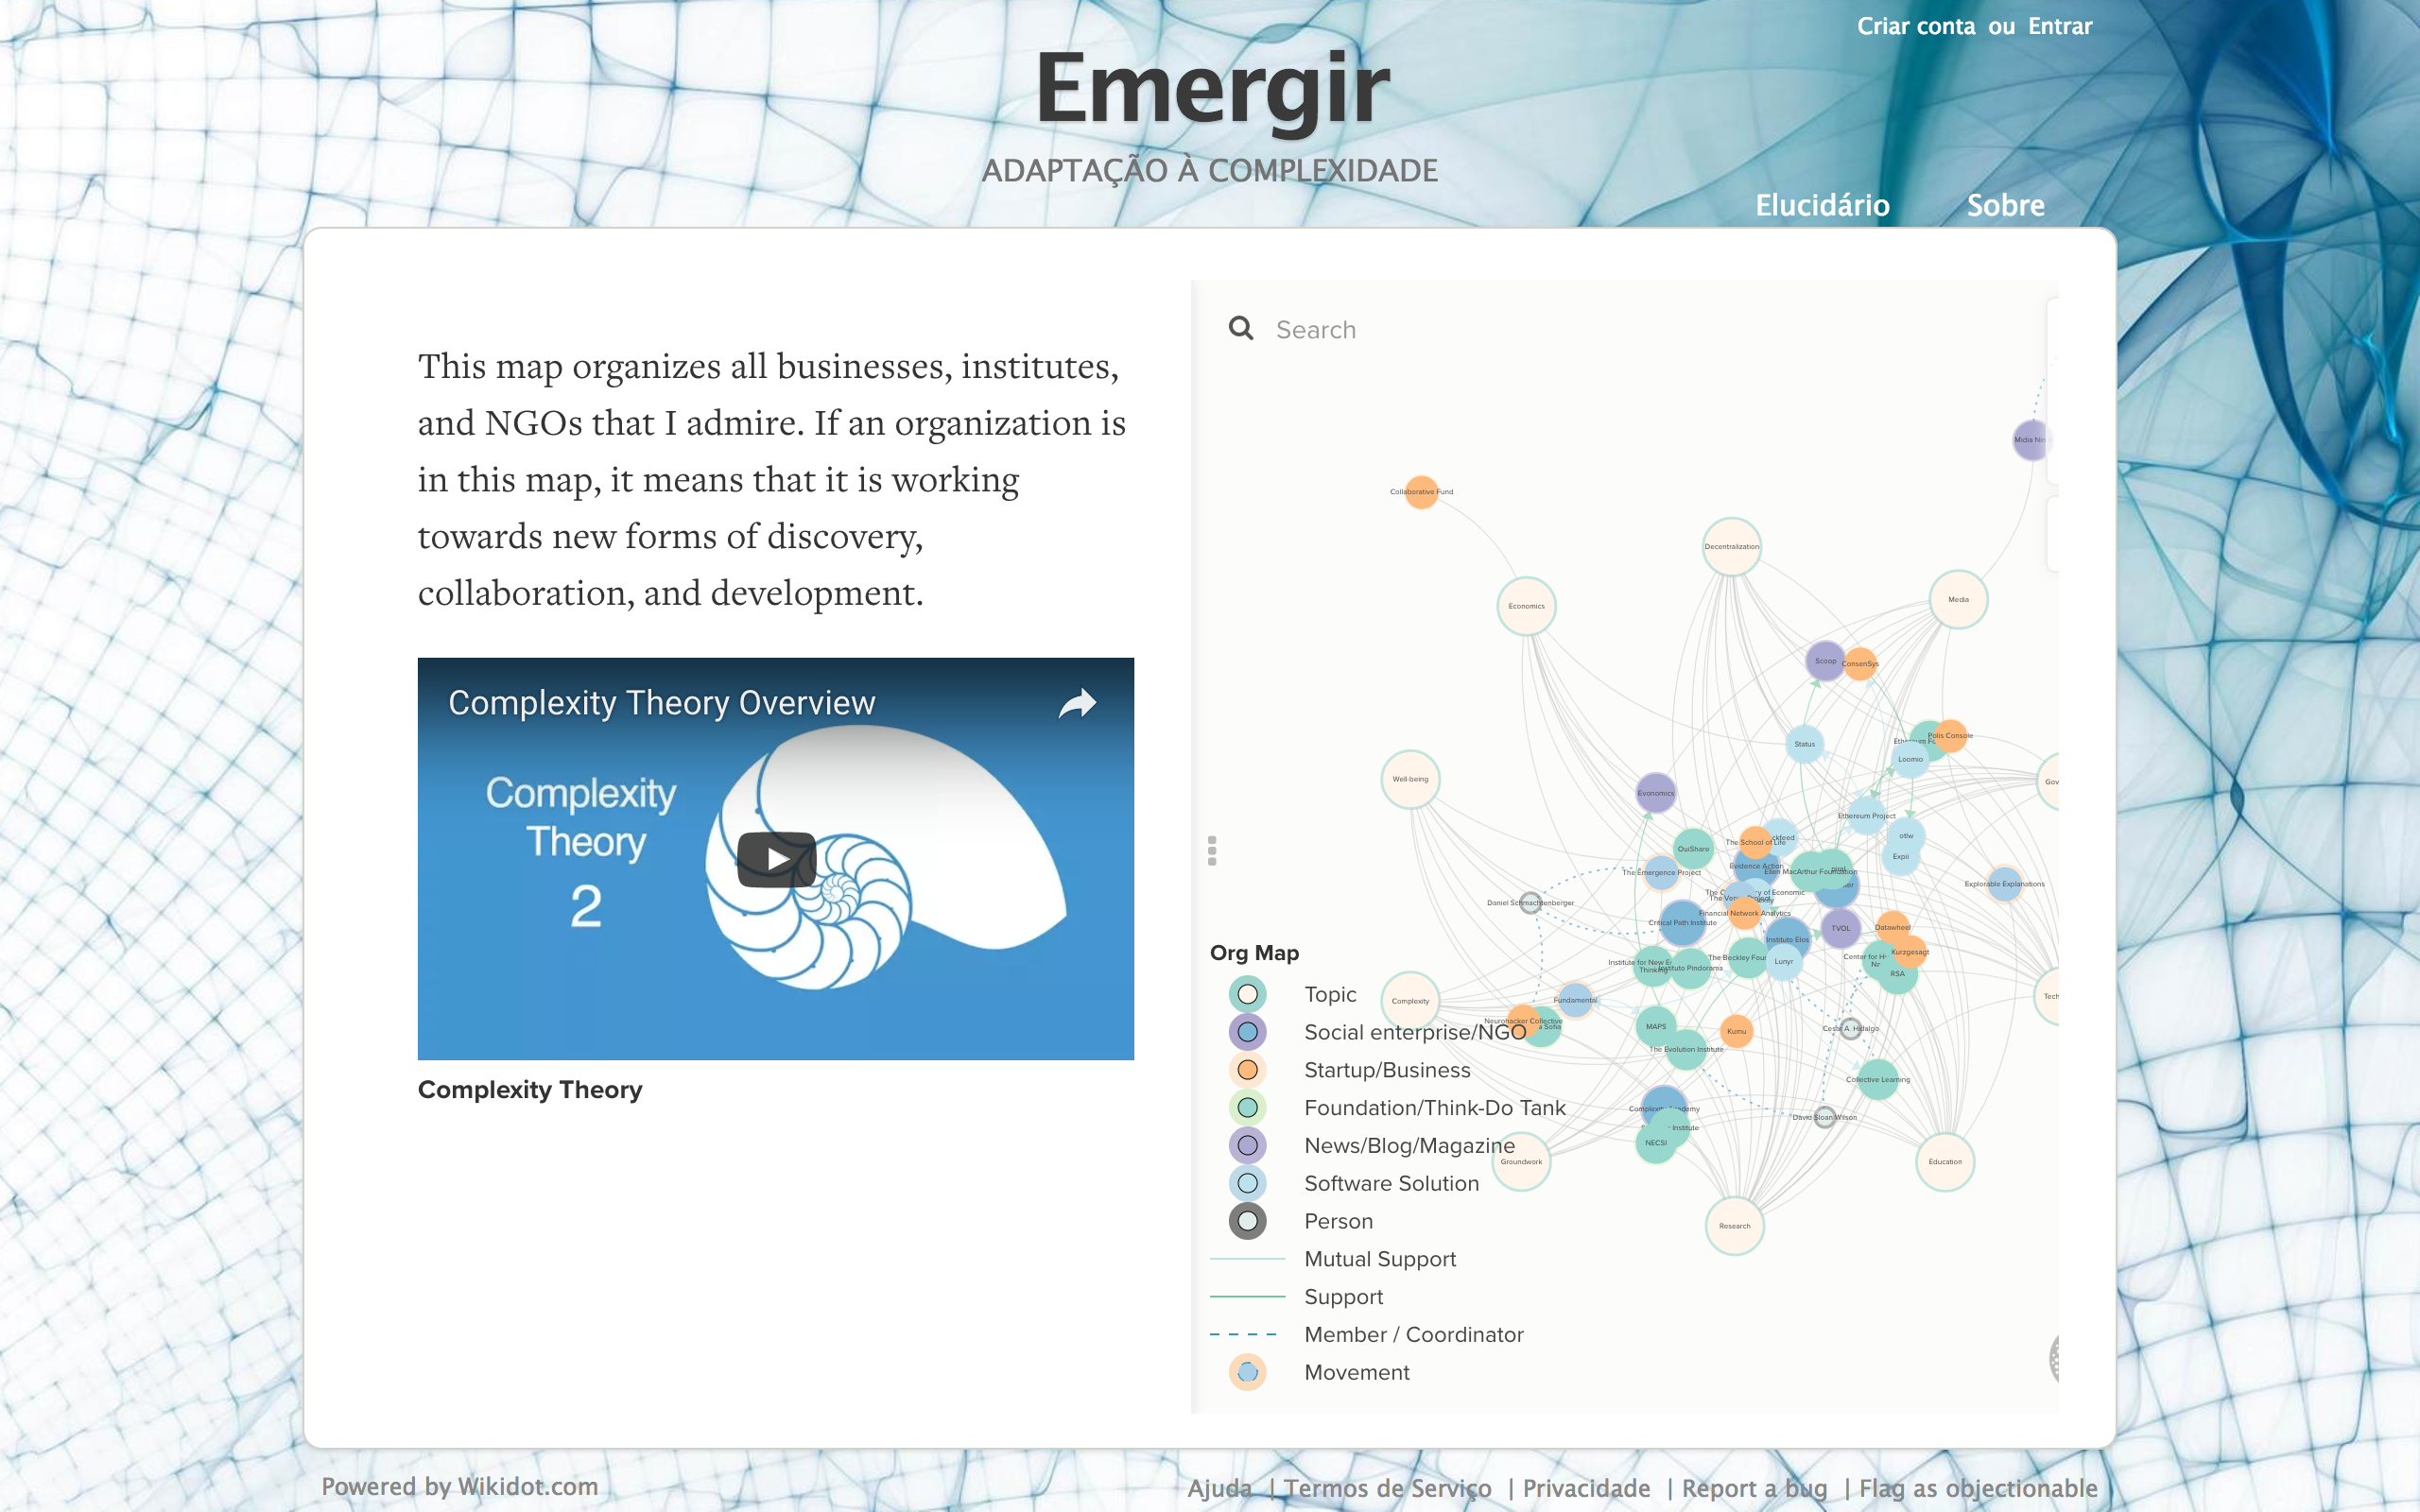 Criar conta ou Entrar
Emergir
ADAPTAÇÃO À COMPLEXIDADE
Elucidário Sobre
This map organizes all businesses, institutes,
and NGOs that I admire. If an organization is
in this map, it means that it is working
towards new forms of discovery,
collaboration, and development.
Complexity Theory Overview
Complexity
Theory
2
Complexity Theory
Search
Collaborative Fund
Decentralization
Economics
Media
Scoop
ConsenSys
Status
Polis Console
Loomio
Well-being
Evonomics
Ethereum Project
otlw
Expii
OuiShare
The School of Life
Evidence Action
Ellen MacArthur Foundation
The Emergence Project
Explorable Explanations
Daniel Schmachtenberger
Critical Path Institute
Financial Network Analytics
TVOL
Datawheel
Instituto Elos
Lunyr
Kurzgesagt
RSA
Instituto Pindorama
Complexity
Fundamental
Neurohacker Collective
MAPS
Kumu
Cesar A. Hidalgo
The Evolution Institute
Collective Learning
David Sloan Wilson
NECSI
Groundwork
Education
Research
Org Map
Topic
Social enterprise/NGO
Startup/Business
Foundation/Think-Do Tank
News/Blog/Magazine
Software Solution
Person
Mutual Support
Support
Member / Coordinator
Movement
Powered by Wikidot.com
Ajuda | Termos de Serviço | Privacidade | Report a bug | Flag as objectionable